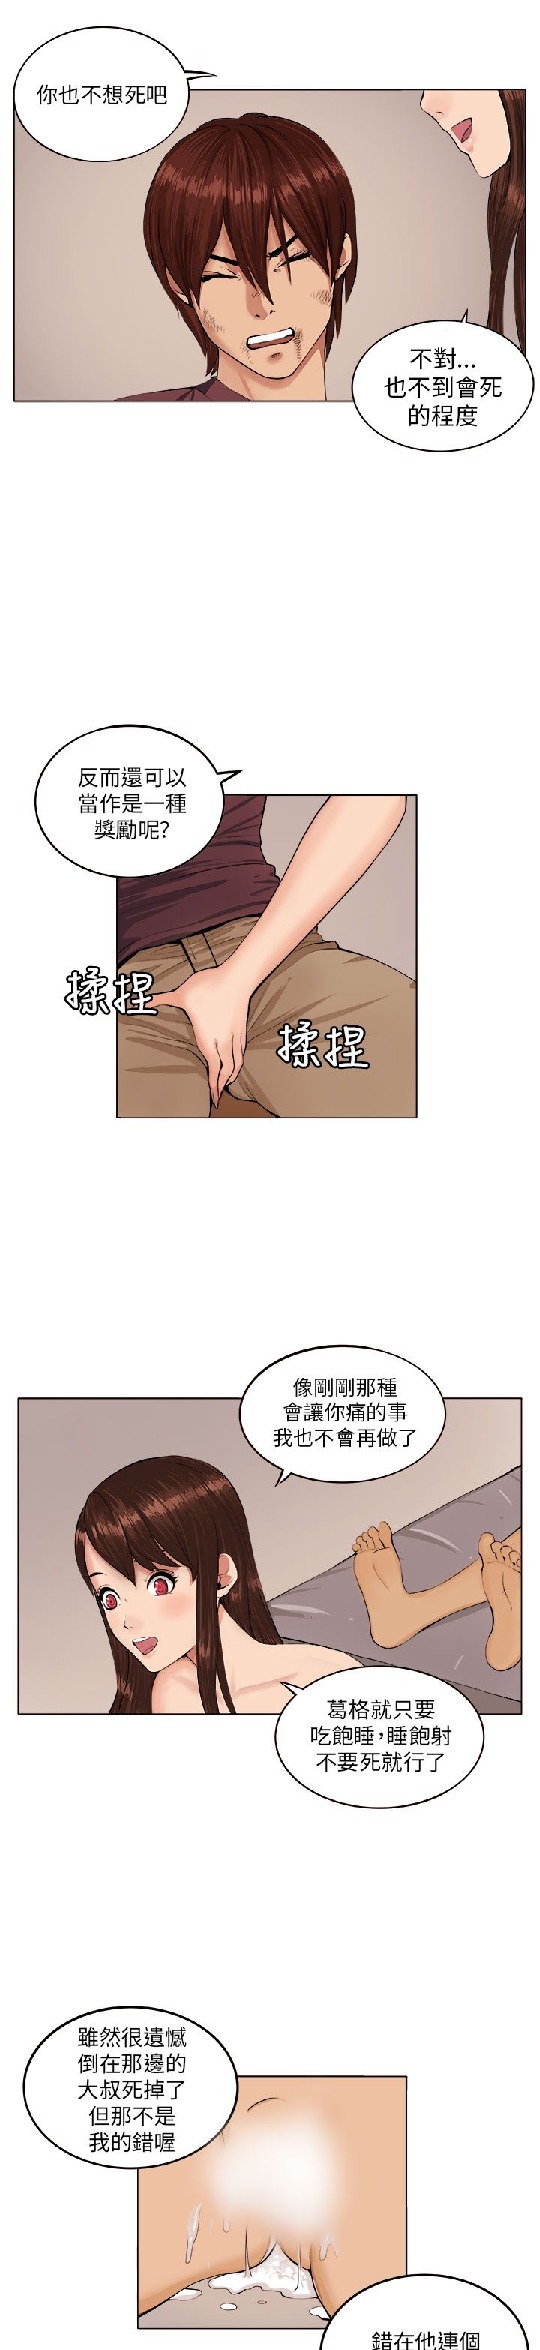 你也不想死吧
不對...
也不到會死
的程度
反而還可以
當作是一種
獎勵呢?
揉捏
揉捏
像剛剛那種
會讓你痛的事
我也不會再做了
葛格就只要
吃飽睡,睡飽射
不要死就行了
雖然很遺憾
倒在那邊的
大叔死掉了
但那不是
我的錯喔
錯在他連個